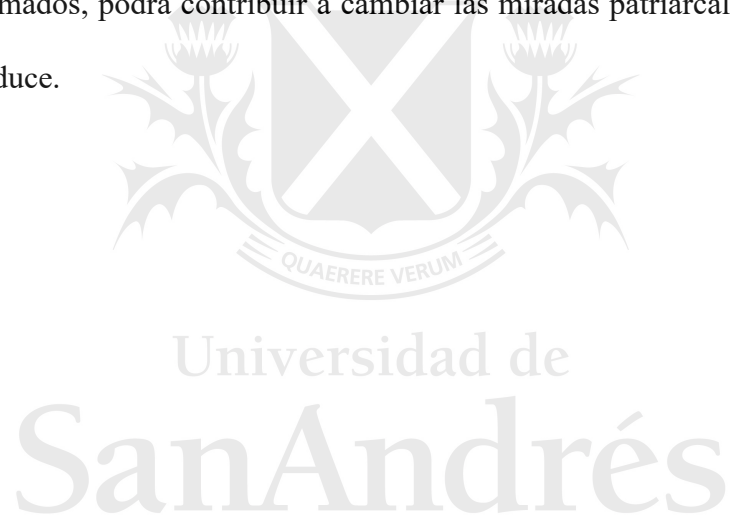 mados, podrá contribuir a cambiar las miradas patriarcal
duce.
QUAERERE VERUM
Universidad de
SanAndrés